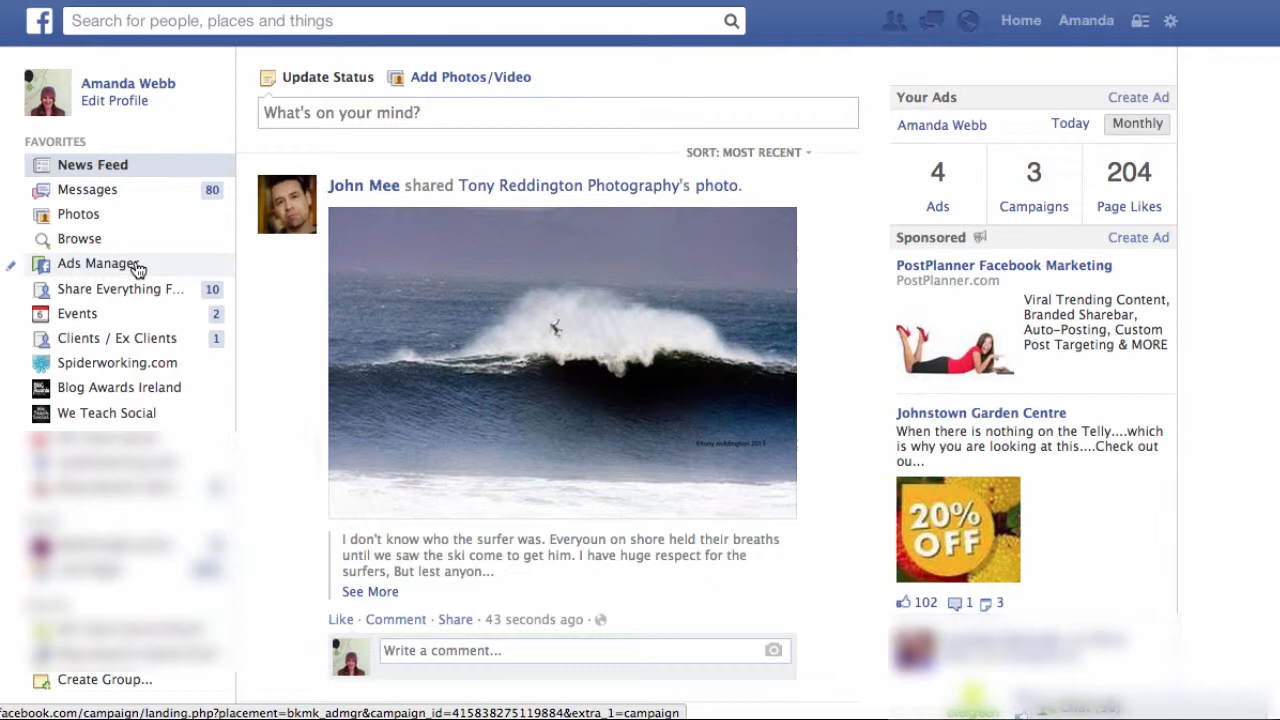 Search for people, places and things
Home
Amanda
Amanda Webb
Edit Profile
FAVORITES
News Feed
Messages 80
Photos
Browse
Ads Manager
Share Everything F... 10
Events 2
Clients / Ex Clients 1
Spiderworking.com
Blog Awards Ireland
We Teach Social
Create Group...
facebook.com/campaign/landing.php?placement=bkmk_admgr&campaign_id=415838275119884&extra_1=campaign
Update Status
Add Photos/Video
What's on your mind?
SORT: MOST RECENT
John Mee shared Tony Reddington Photography's photo.
©tony reddington 2013
I don't know who the surfer was. Everyoun on shore held their breaths
until we saw the ski come to get him. I have huge respect for the
surfers, But lest anyon...
See More
Like · Comment · Share · 43 seconds ago ·
Write a comment...
Your Ads Create Ad
Amanda Webb Today Monthly
4 3 204
Ads Campaigns Page Likes
Sponsored Create Ad
PostPlanner Facebook Marketing
PostPlanner.com
Viral Trending Content,
Branded Sharebar,
Auto-Posting, Custom
Post Targeting & MORE
Johnstown Garden Centre
When there is nothing on the Telly....which
is why you are looking at this....Check out
ou...
20%
OFF
102 1 3